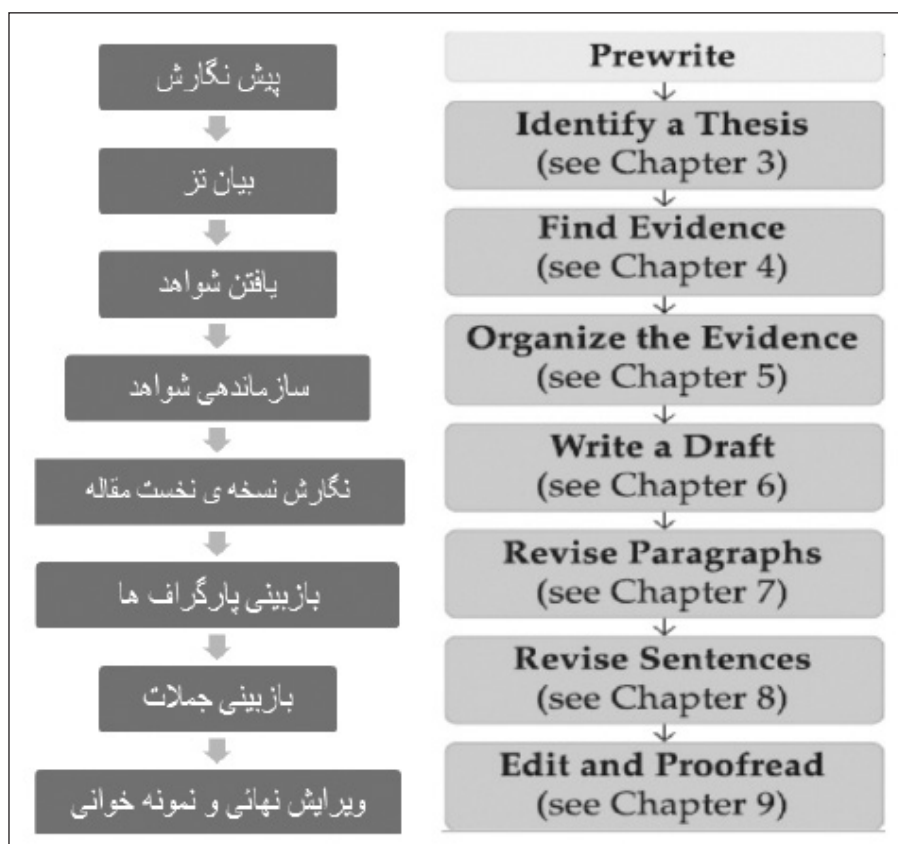 پیش نگارش
بیان تز
یافتن شواهد
سازماندهی شواهد
نگارش نسخه ی نخست مقاله
بازبینی پارگراف ها
بازبینی جملات
ویرایش نهائی و نمونه خوانی
Prewrite
Identify a Thesis
(see Chapter 3)
Find Evidence
(see Chapter 4)
Organize the Evidence
(see Chapter 5)
Write a Draft
(see Chapter 6)
Revise Paragraphs
(see Chapter 7)
Revise Sentences
(see Chapter 8)
Edit and Proofread
(see Chapter 9)